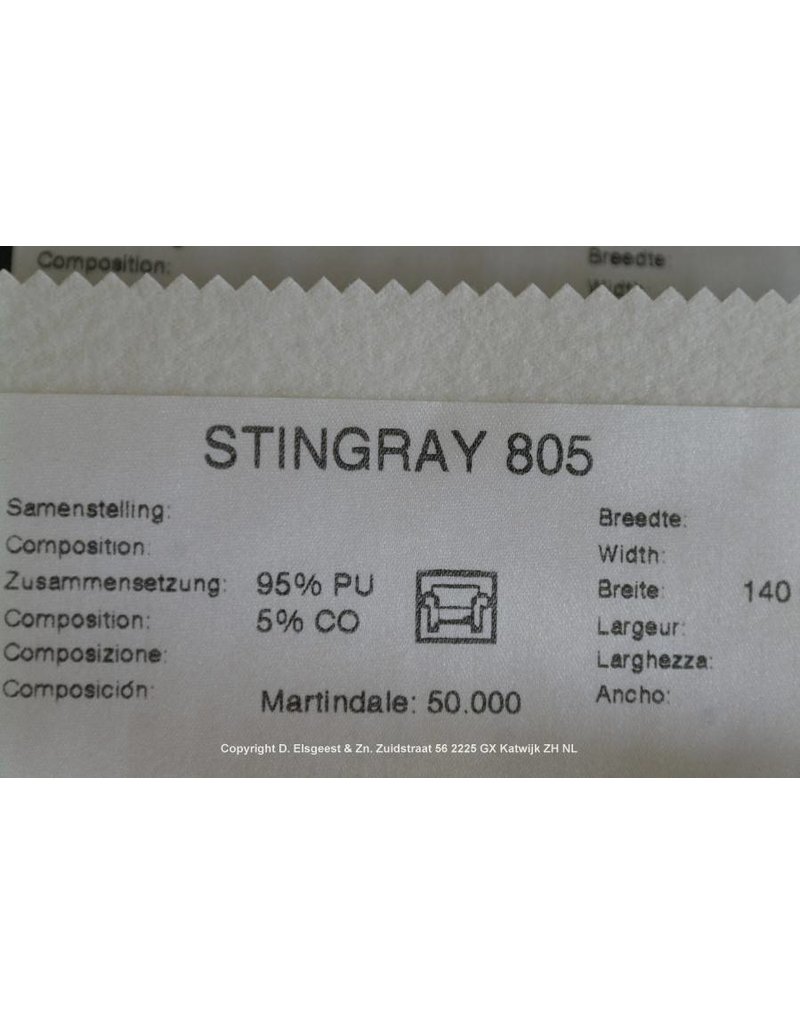 Composition:
Breedte
Width:
STINGRAY 805
Samenstelling:
Composition:
Zusammensetzung: 95% PU
Composition: 5% CO
Composizione:
Composición:
Martindale: 50.000
Breedte:
Width:
Breite: 140
Largeur:
Larghezza:
Ancho:
Copyright D. Elsgeest & Zn. Zuidstraat 56 2225 GX Katwijk ZH NL